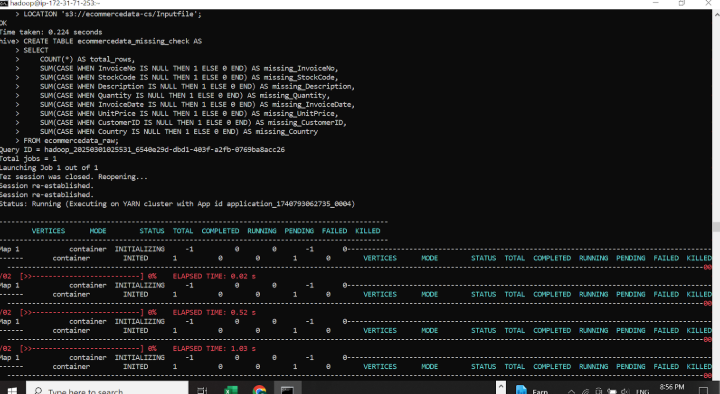 hadoop@ip-172-31-71-253:~
    > LOCATION 's3://ecommercedata-cs/Inputfile';
OK
Time taken: 0.224 seconds
hive> CREATE TABLE ecommercedata_missing_check AS
    > SELECT
    >     COUNT(*) AS total_rows,
    >     SUM(CASE WHEN InvoiceNo IS NULL THEN 1 ELSE 0 END) AS missing_InvoiceNo,
    >     SUM(CASE WHEN StockCode IS NULL THEN 1 ELSE 0 END) AS missing_StockCode,
    >     SUM(CASE WHEN Description IS NULL THEN 1 ELSE 0 END) AS missing_Description,
    >     SUM(CASE WHEN Quantity IS NULL THEN 1 ELSE 0 END) AS missing_Quantity,
    >     SUM(CASE WHEN InvoiceDate IS NULL THEN 1 ELSE 0 END) AS missing_InvoiceDate,
    >     SUM(CASE WHEN UnitPrice IS NULL THEN 1 ELSE 0 END) AS missing_UnitPrice,
    >     SUM(CASE WHEN CustomerID IS NULL THEN 1 ELSE 0 END) AS missing_CustomerID,
    >     SUM(CASE WHEN Country IS NULL THEN 1 ELSE 0 END) AS missing_Country
    > FROM ecommercedata_raw;
Query ID = hadoop_20250301025531_6540e29d-dbd1-403f-a2fb-0769ba8acc26
Total jobs = 1
Launching Job 1 out of 1
Tez session was closed. Reopening...
Session re-established.
Session re-established.
Status: Running (Executing on YARN cluster with App id application_1740793062735_0004)
VERTICES MODE STATUS TOTAL COMPLETED RUNNING PENDING FAILED KILLED
Map 1 container INITIALIZING -1 0 0 -1 0
container INITED 1 0 0 1 0 VERTICES MODE STATUS TOTAL COMPLETED RUNNING PENDING FAILED KILLED
/02 [>>--------------------------] 0% ELAPSED TIME: 0.02 s
Map 1 container INITIALIZING -1 0 0 -1 0
container INITED 1 0 0 1 0 VERTICES MODE STATUS TOTAL COMPLETED RUNNING PENDING FAILED KILLED
/02 [>>--------------------------] 0% ELAPSED TIME: 0.52 s
Map 1 container INITIALIZING -1 0 0 -1 0
container INITED 1 0 0 1 0 VERTICES MODE STATUS TOTAL COMPLETED RUNNING PENDING FAILED KILLED
/02 [>>--------------------------] 0% ELAPSED TIME: 1.03 s
Map 1 container INITIALIZING -1 0 0 -1 0
container INITED 1 0 0 1 0 VERTICES MODE STATUS TOTAL COMPLETED RUNNING PENDING FAILED KILLED
Type here to search
Earn
ENG
8:56 PM